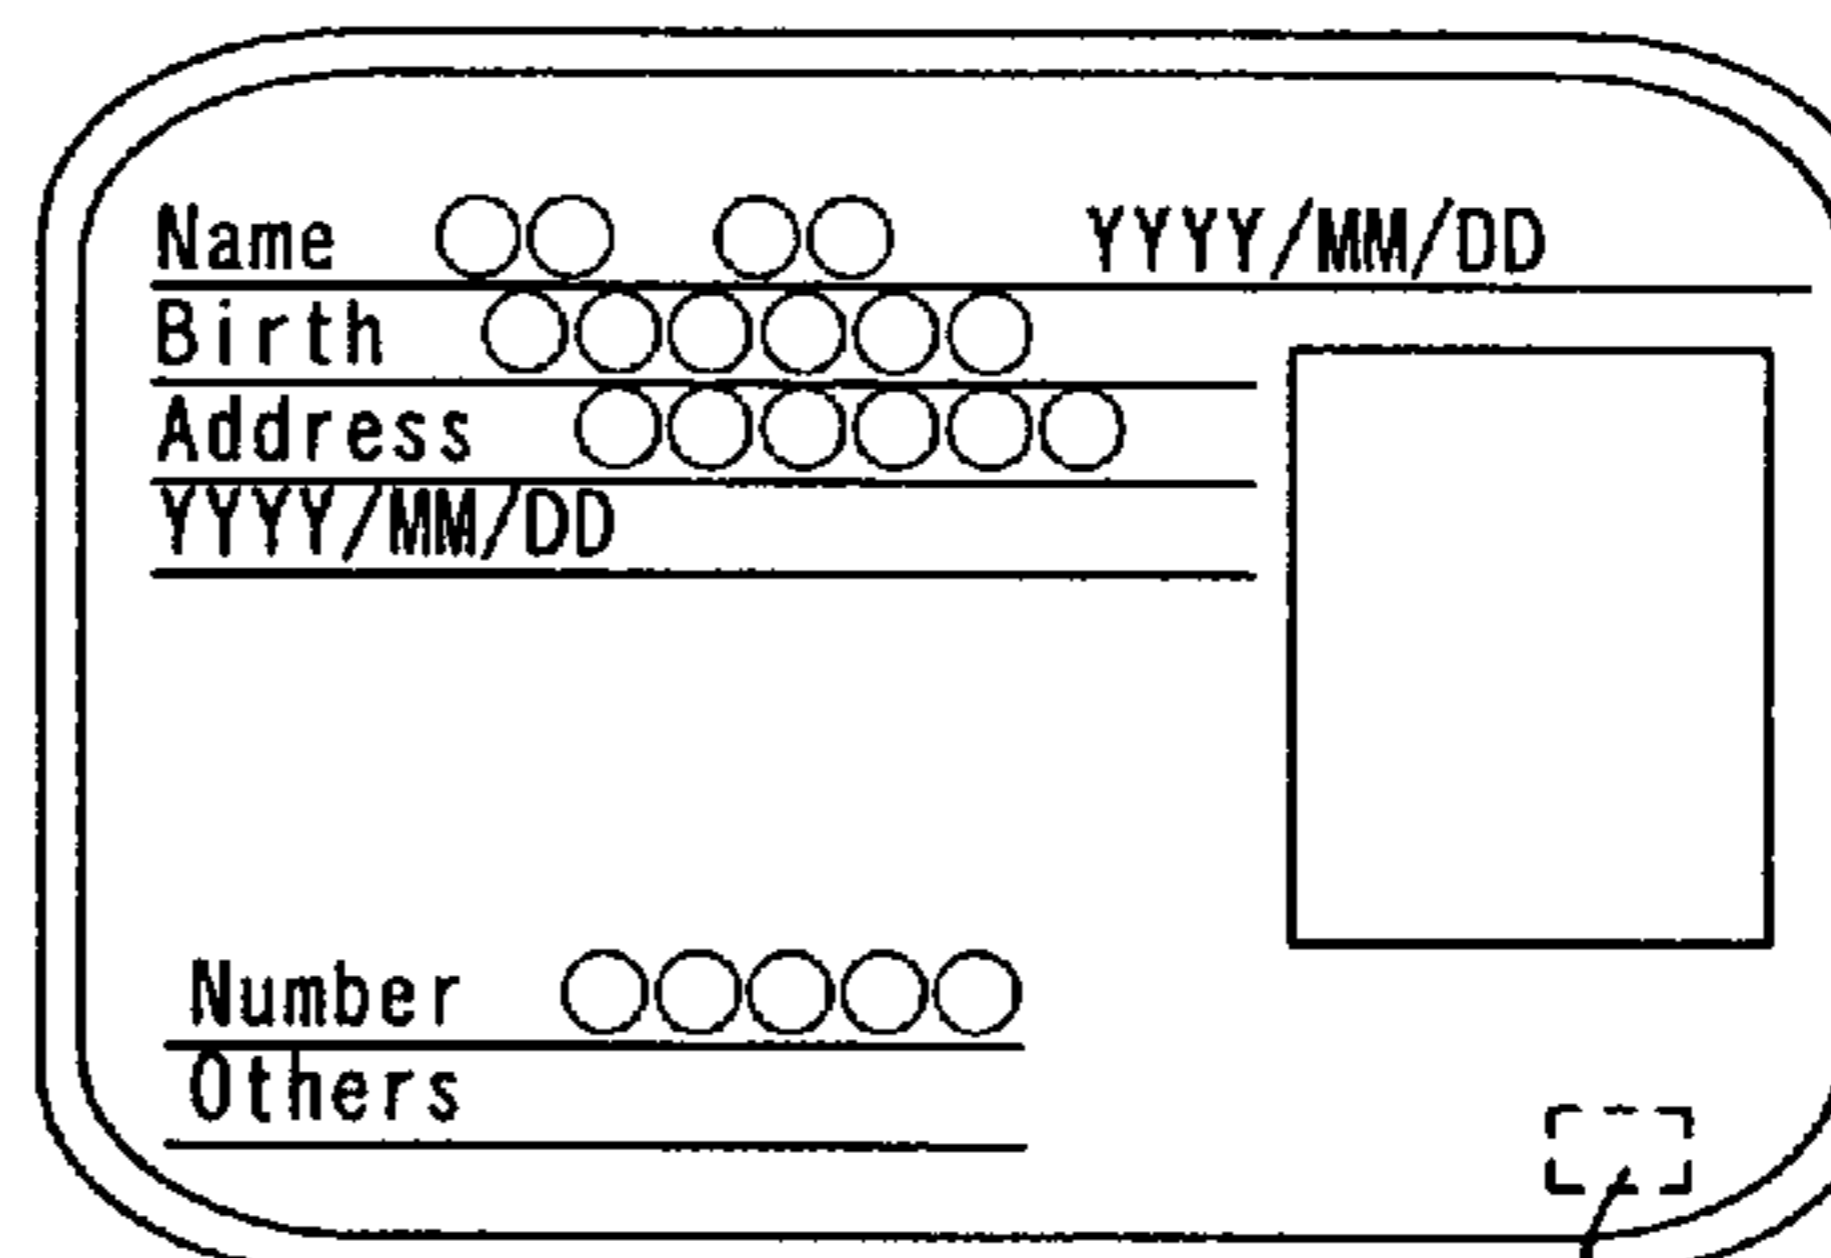 Name ○○ ○○ YYYY/MM/DD
Birth ○○○○○○
Address ○○○○○○
YYYY/MM/DD
Number ○○○○○
Others